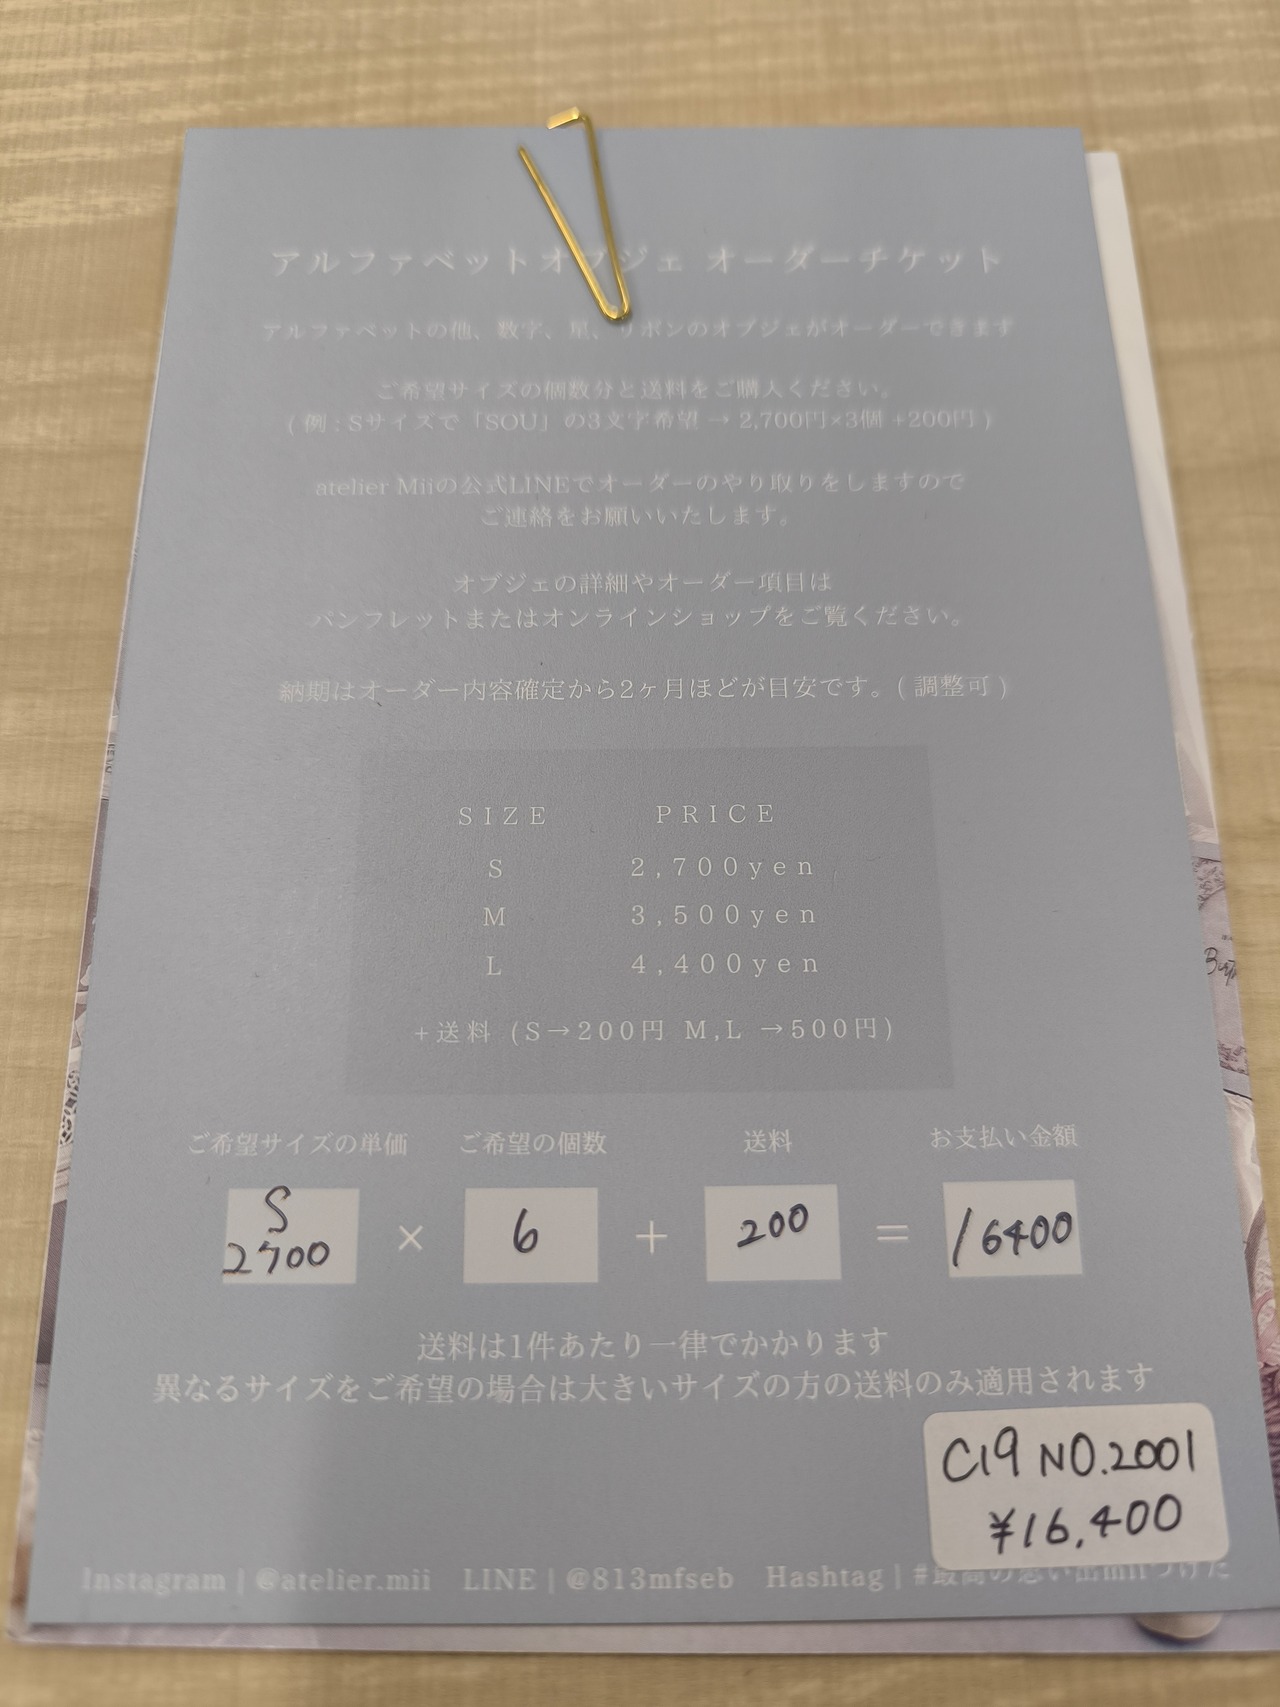 アルファベットオブジェ オーダーチケット
アルファベットの他、数字、星、リボンのオブジェがオーダーできます
ご希望サイズの個数分と送料をご購入ください。
( 例 : Sサイズで「SOU」の3文字希望 → 2,700円×3個 +200円 )
atelier Miiの公式LINEでオーダーのやり取りをしますので
ご連絡をお願いいたします。
オブジェの詳細やオーダー項目は
パンフレットまたはオンラインショップをご覧ください。
納期はオーダー内容確定から2ヶ月ほどが目安です。( 調整可 )
SIZE PRICE
S 2,700yen
M 3,500yen
L 4,400yen
+送料 (S→200円 M,L →500円)
ご希望サイズの単価 ご希望の個数 送料 お支払い金額
S
2700 × 6 + 200 = 16400
送料は1件あたり一律でかかります
異なるサイズをご希望の場合は大きいサイズの方の送料のみ適用されます
C19 NO.2001
¥16,400
Instagram | @atelier.mii LINE | @813mfseb Hashtag | #最高の思い出miiつけた